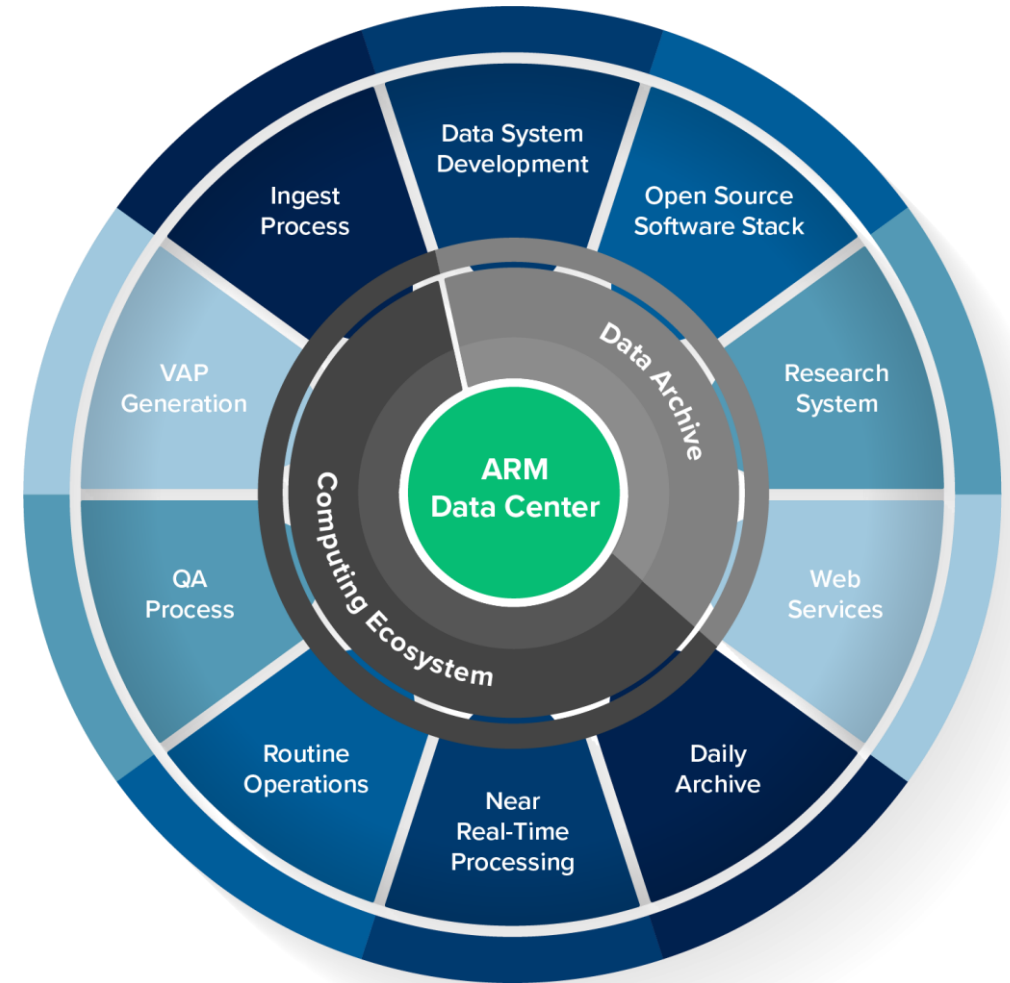 Data System
Development
Open Source
Software Stack
Research
System
Web
Services
Daily
Archive
Near
Real-Time
Processing
Routine
Operations
QA
Process
VAP
Generation
Ingest
Process
Data Archive
Computing Ecosystem
ARM
Data Center